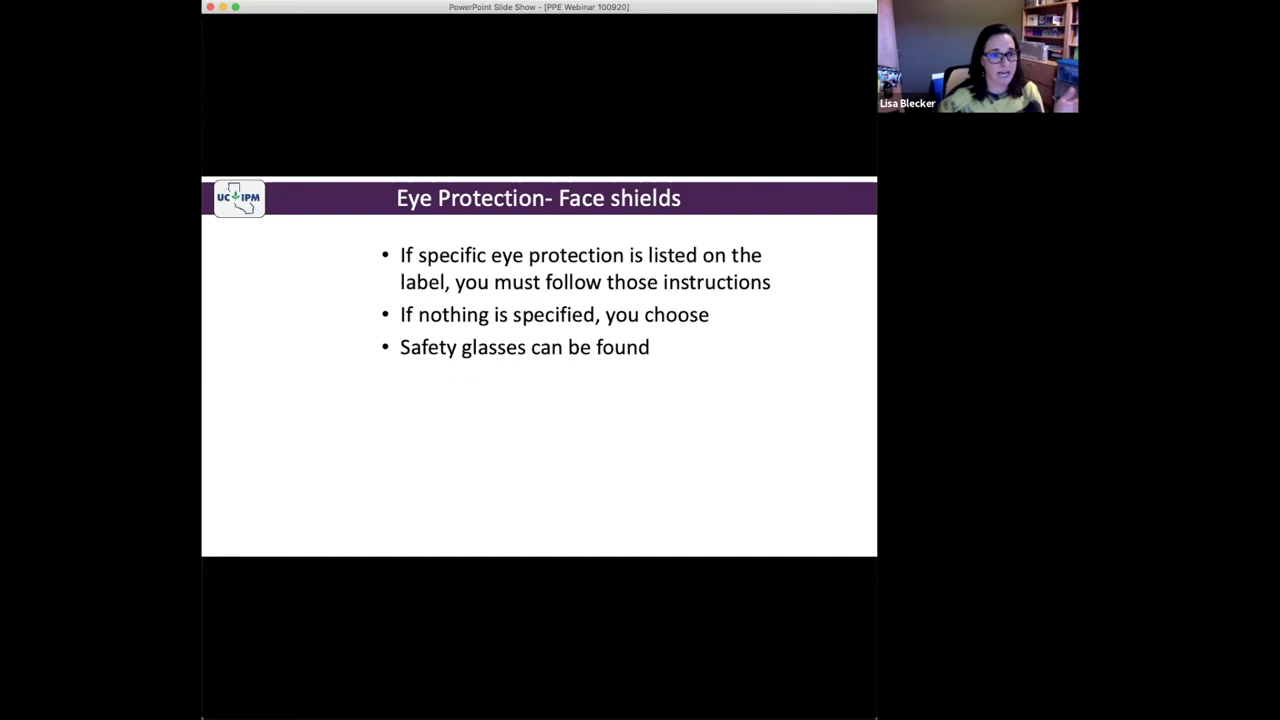 PowerPoint Slide Show - [PPE Webinar 100920]
Lisa Blecker
UC IPM
Eye Protection- Face shields
• If specific eye protection is listed on the
label, you must follow those instructions
• If nothing is specified, you choose
• Safety glasses can be found